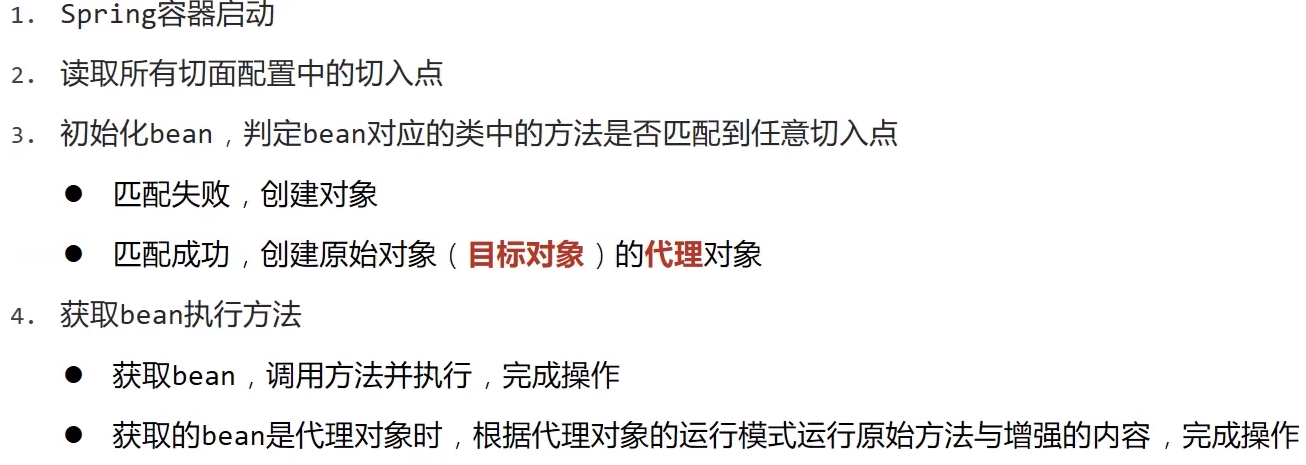 1. Spring容器启动
2. 读取所有切面配置中的切入点
3. 初始化bean，判定bean对应的类中的方法是否匹配到任意切入点
● 匹配失败，创建对象
● 匹配成功，创建原始对象（目标对象）的代理对象
4. 获取bean执行方法
● 获取bean，调用方法并执行，完成操作
● 获取的bean是代理对象时，根据代理对象的运行模式运行原始方法与增强的内容，完成操作